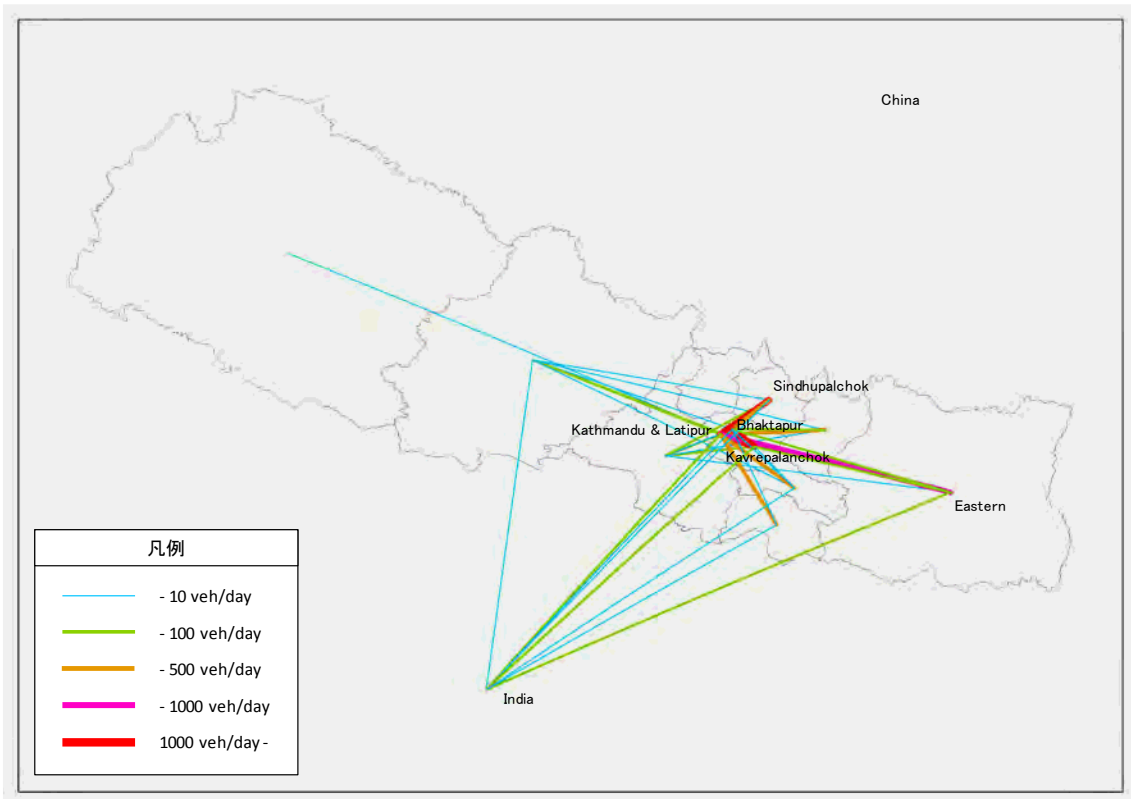 China
Sindhupalchok
Kathmandu & Latipur
Bhaktapur
Kavrepalanchok
Eastern
India
凡例
- 10 veh/day
- 100 veh/day
- 500 veh/day
- 1000 veh/day
1000 veh/day -